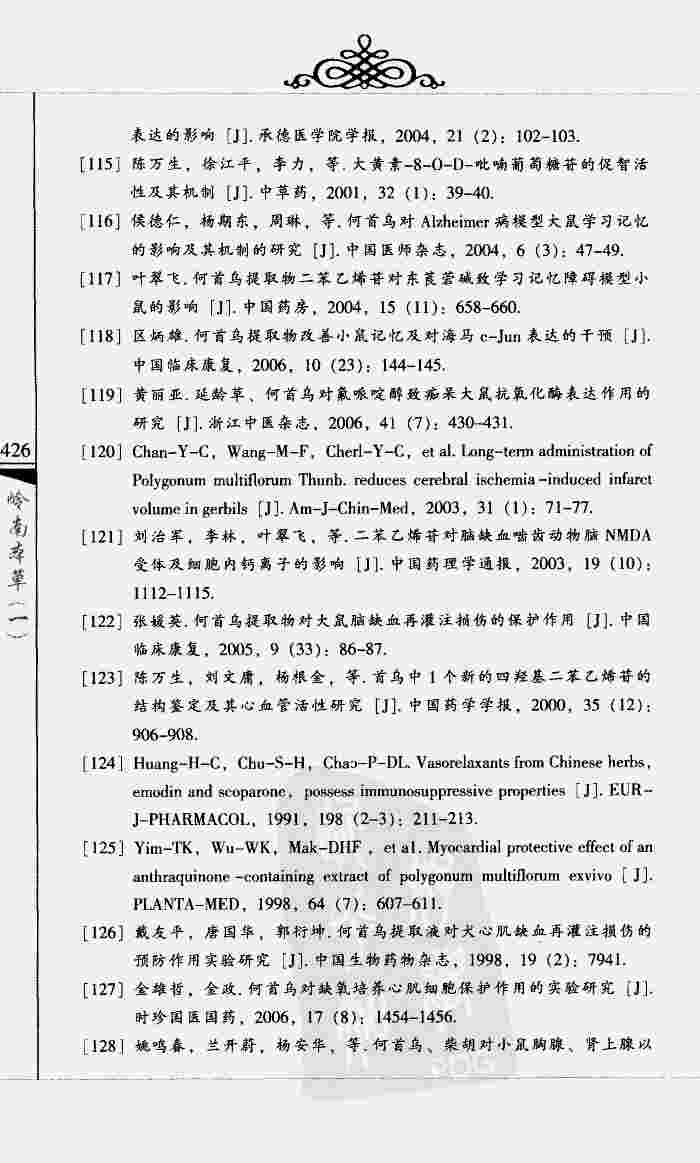 表达的影响 [J]. 承德医学院学报, 2004, 21 (2): 102-103.
[115] 陈万生, 徐江平, 李力, 等. 大黄素-8-O-D-吡喃葡萄糖苷的促智活
性及其机制 [J]. 中草药, 2001, 32 (1): 39-40.
[116] 侯德仁, 杨期东, 周琳, 等. 何首乌对 Alzheimer 病模型大鼠学习记忆
的影响及其机制的研究 [J]. 中国医师杂志, 2004, 6 (3): 47-49.
[117] 叶翠飞. 何首乌提取物二苯乙烯苷对东莨菪碱致学习记忆障碍模型小
鼠的影响 [J]. 中国药房, 2004, 15 (11): 658-660.
[118] 区炳雄. 何首乌提取物改善小鼠记忆及对海马 c-Jun 表达的干预 [J].
中国临床康复, 2006, 10 (23): 144-145.
[119] 黄丽亚. 延龄草、何首乌对氟哌啶醇致痴呆大鼠抗氧化酶表达作用的
研究 [J]. 浙江中医杂志, 2006, 41 (7): 430-431.
426
[120] Chan-Y-C, Wang-M-F, Cherl-Y-C, et al. Long-term administration of
Polygonum multiflorum Thunb. reduces cerebral ischemia-induced infarct
volume in gerbils [J]. Am-J-Chin-Med, 2003, 31 (1): 71-77.
岭南本草(一)
[121] 刘治军, 李林, 叶翠飞, 等. 二苯乙烯苷对脑缺血啮齿动物脑 NMDA
受体及细胞内钙离子的影响 [J]. 中国药理学通报, 2003, 19 (10):
1112-1115.
[122] 张媛英. 何首乌提取物对大鼠脑缺血再灌注损伤的保护作用 [J]. 中国
临床康复, 2005, 9 (33): 86-87.
[123] 陈万生, 刘文庸, 杨根金, 等. 首乌中 1 个新的四羟基二苯乙烯苷的
结构鉴定及其心血管活性研究 [J]. 中国药学学报, 2000, 35 (12):
906-908.
[124] Huang-H-C, Chu-S-H, Chao-P-DL. Vasorelaxants from Chinese herbs,
emodin and scoparone, possess immunosuppressive properties [J]. EUR-
J-PHARMACOL, 1991, 198 (2-3): 211-213.
[125] Yim-TK, Wu-WK, Mak-DHF , et al. Myocardial protective effect of an
anthraquinone -containing extract of polygonum multiflorum exvivo [J].
PLANTA-MED, 1998, 64 (7): 607-611.
[126] 戴友平, 唐国华, 郭衍坤. 何首乌提取液对犬心肌缺血再灌注损伤的
预防作用实验研究 [J]. 中国生物药物杂志, 1998, 19 (2): 7941.
[127] 金雄哲, 金政. 何首乌对缺氧培养心肌细胞保护作用的实验研究 [J].
时珍国医国药, 2006, 17 (8): 1454-1456.
[128] 姚鸣春, 兰开蔚, 杨安华, 等. 何首乌、柴胡对小鼠胸腺、肾上腺以